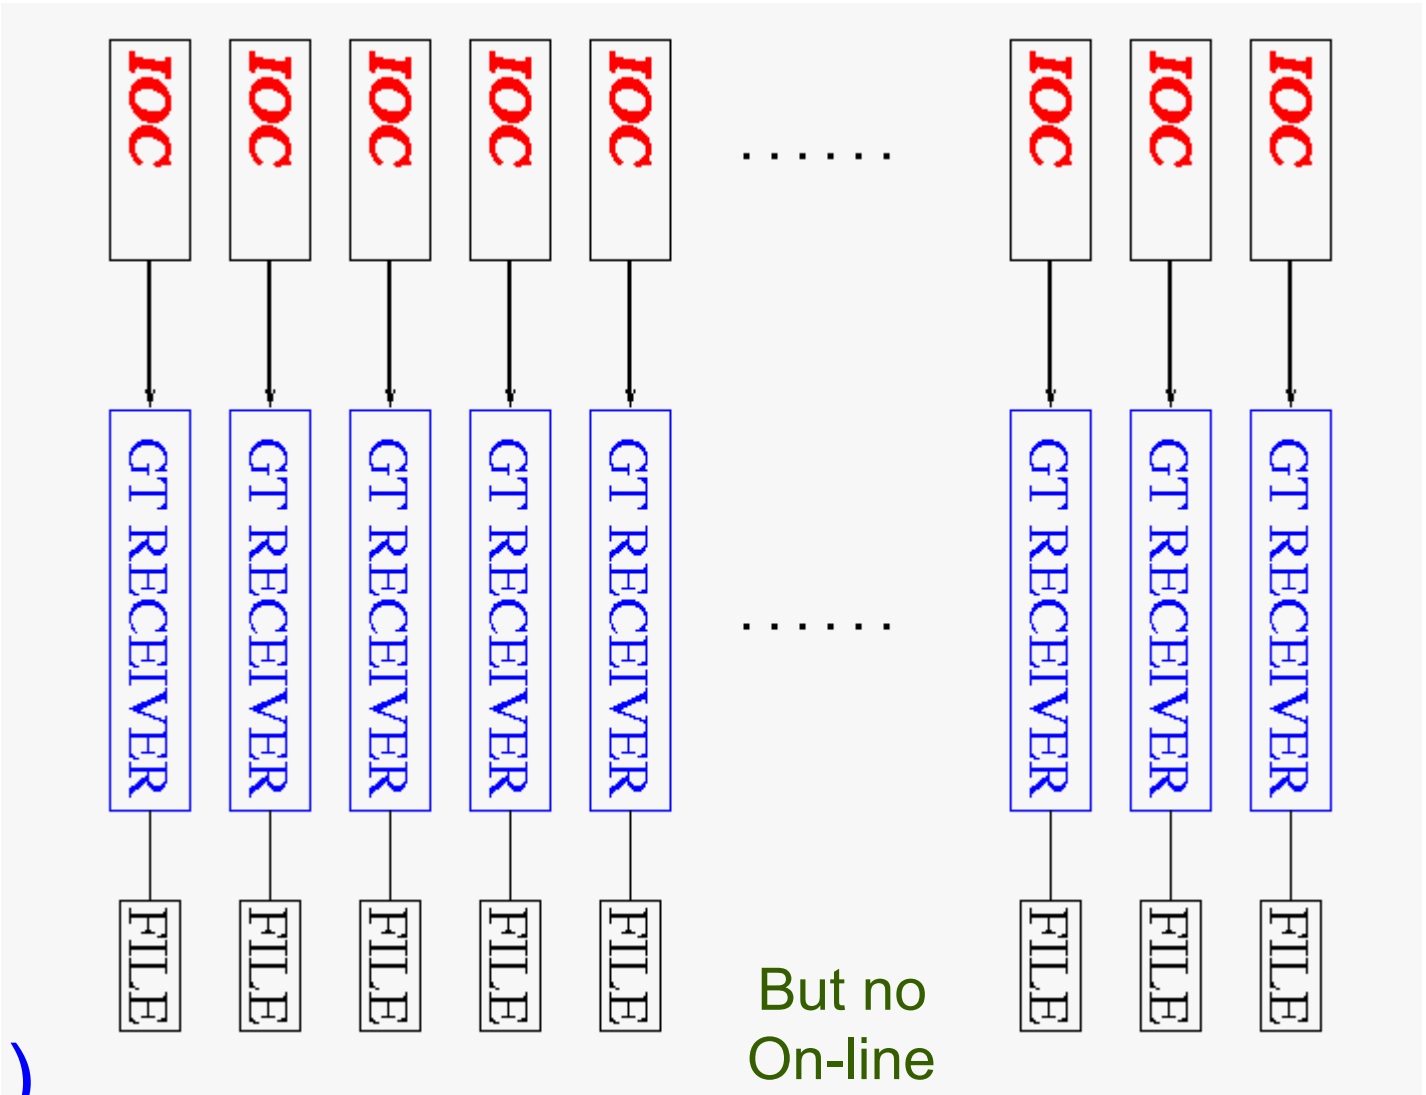 IOC IOC IOC IOC IOC ...... IOC IOC IOC
GT RECEIVER GT RECEIVER GT RECEIVER GT RECEIVER GT RECEIVER ...... GT RECEIVER GT RECEIVER GT RECEIVER
FILE FILE FILE FILE FILE FILE FILE FILE
But no
On-line
)